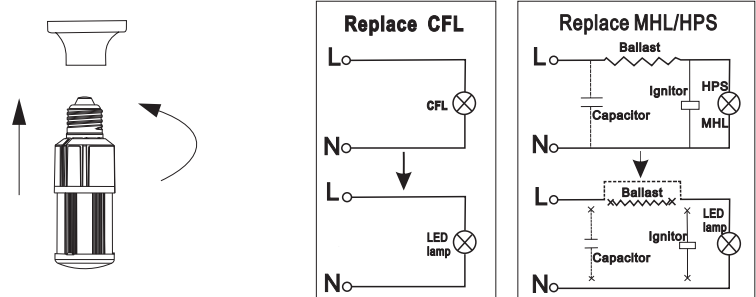 Replace CFL
L
CFL
N
L
LED
lamp
N
Replace MHL/HPS
Ballast
L
Ignitor
HPS
Capacitor
MHL
N
Ballast
L
LED
lamp
Ignitor
Capacitor
N